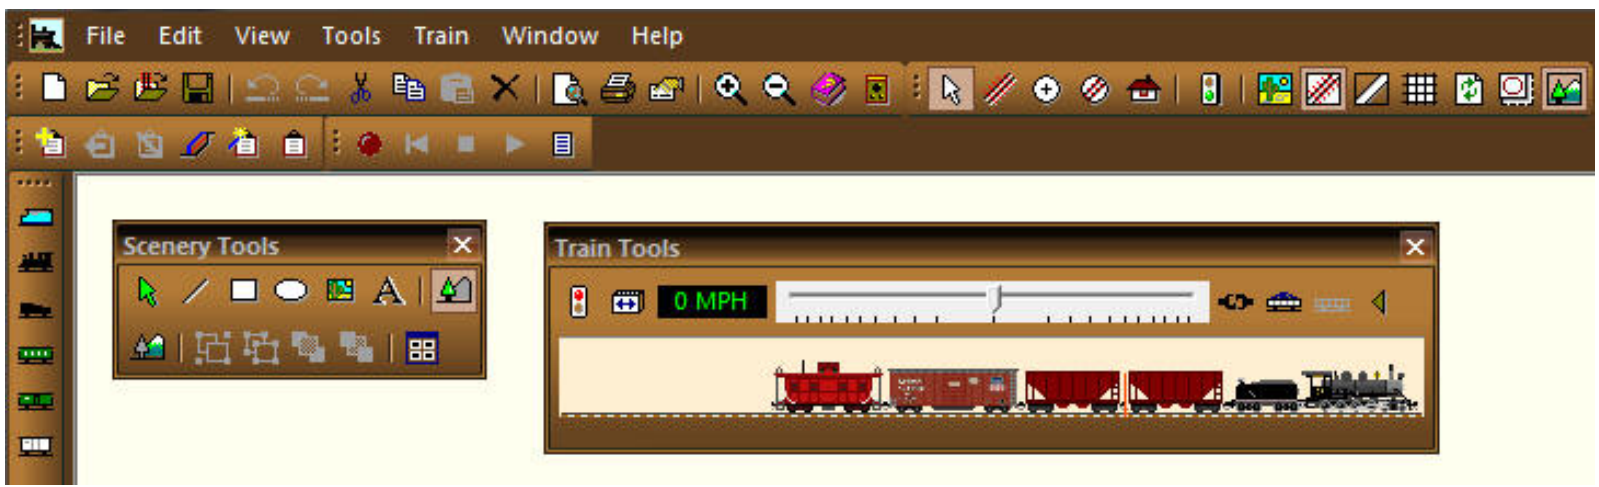 File Edit View Tools Train Window Help
Scenery Tools
Train Tools
A
0 MPH